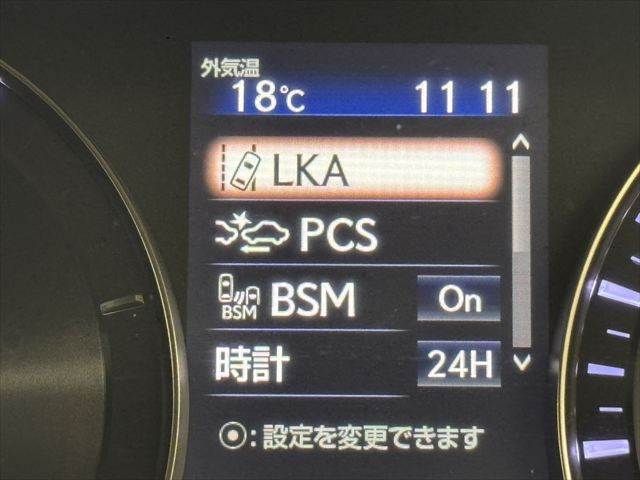 外気温
18℃ 11 11
LKA
PCS
BSM BSM On
時計 24H
⦿:設定を変更できます